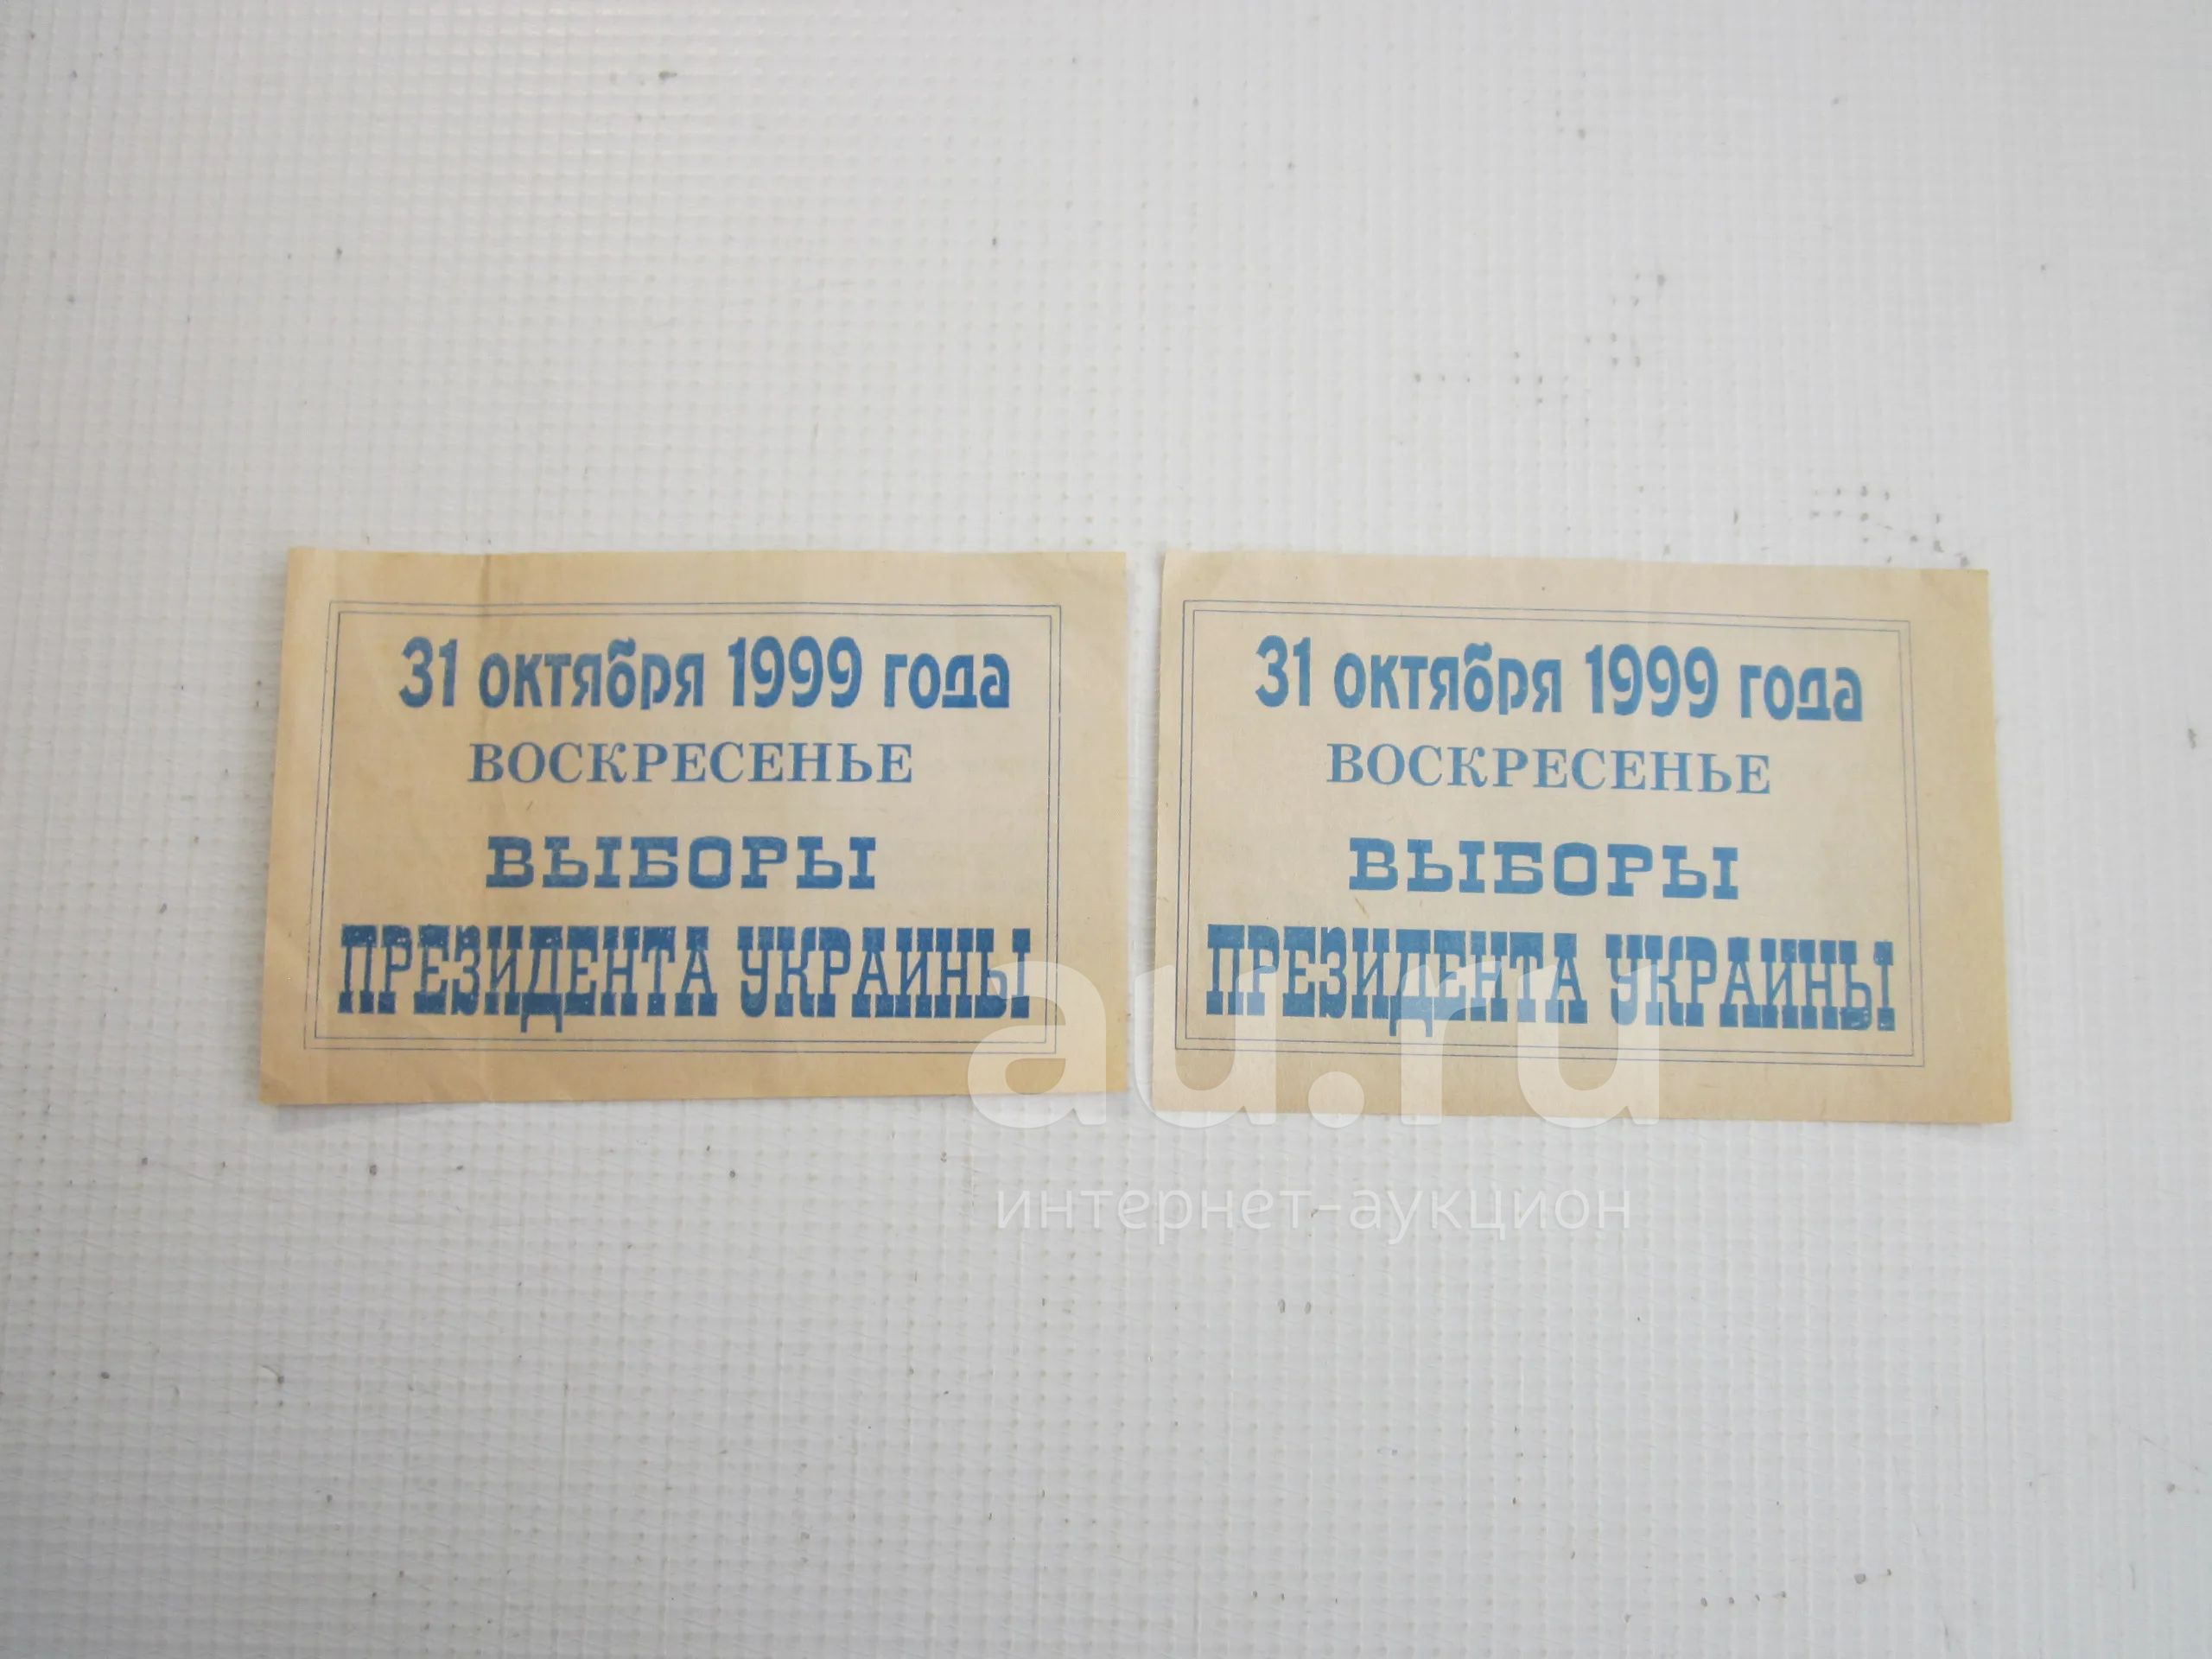 31 октября 1999 года
ВОСКРЕСЕНЬЕ
ВЫБОРЫ
ПРЕЗИДЕНТА УКРАИНЫ
31 октября 1999 года
ВОСКРЕСЕНЬЕ
ВЫБОРЫ
ПРЕЗИДЕНТА УКРАИНЫ
au.ru
интернет-аукцион